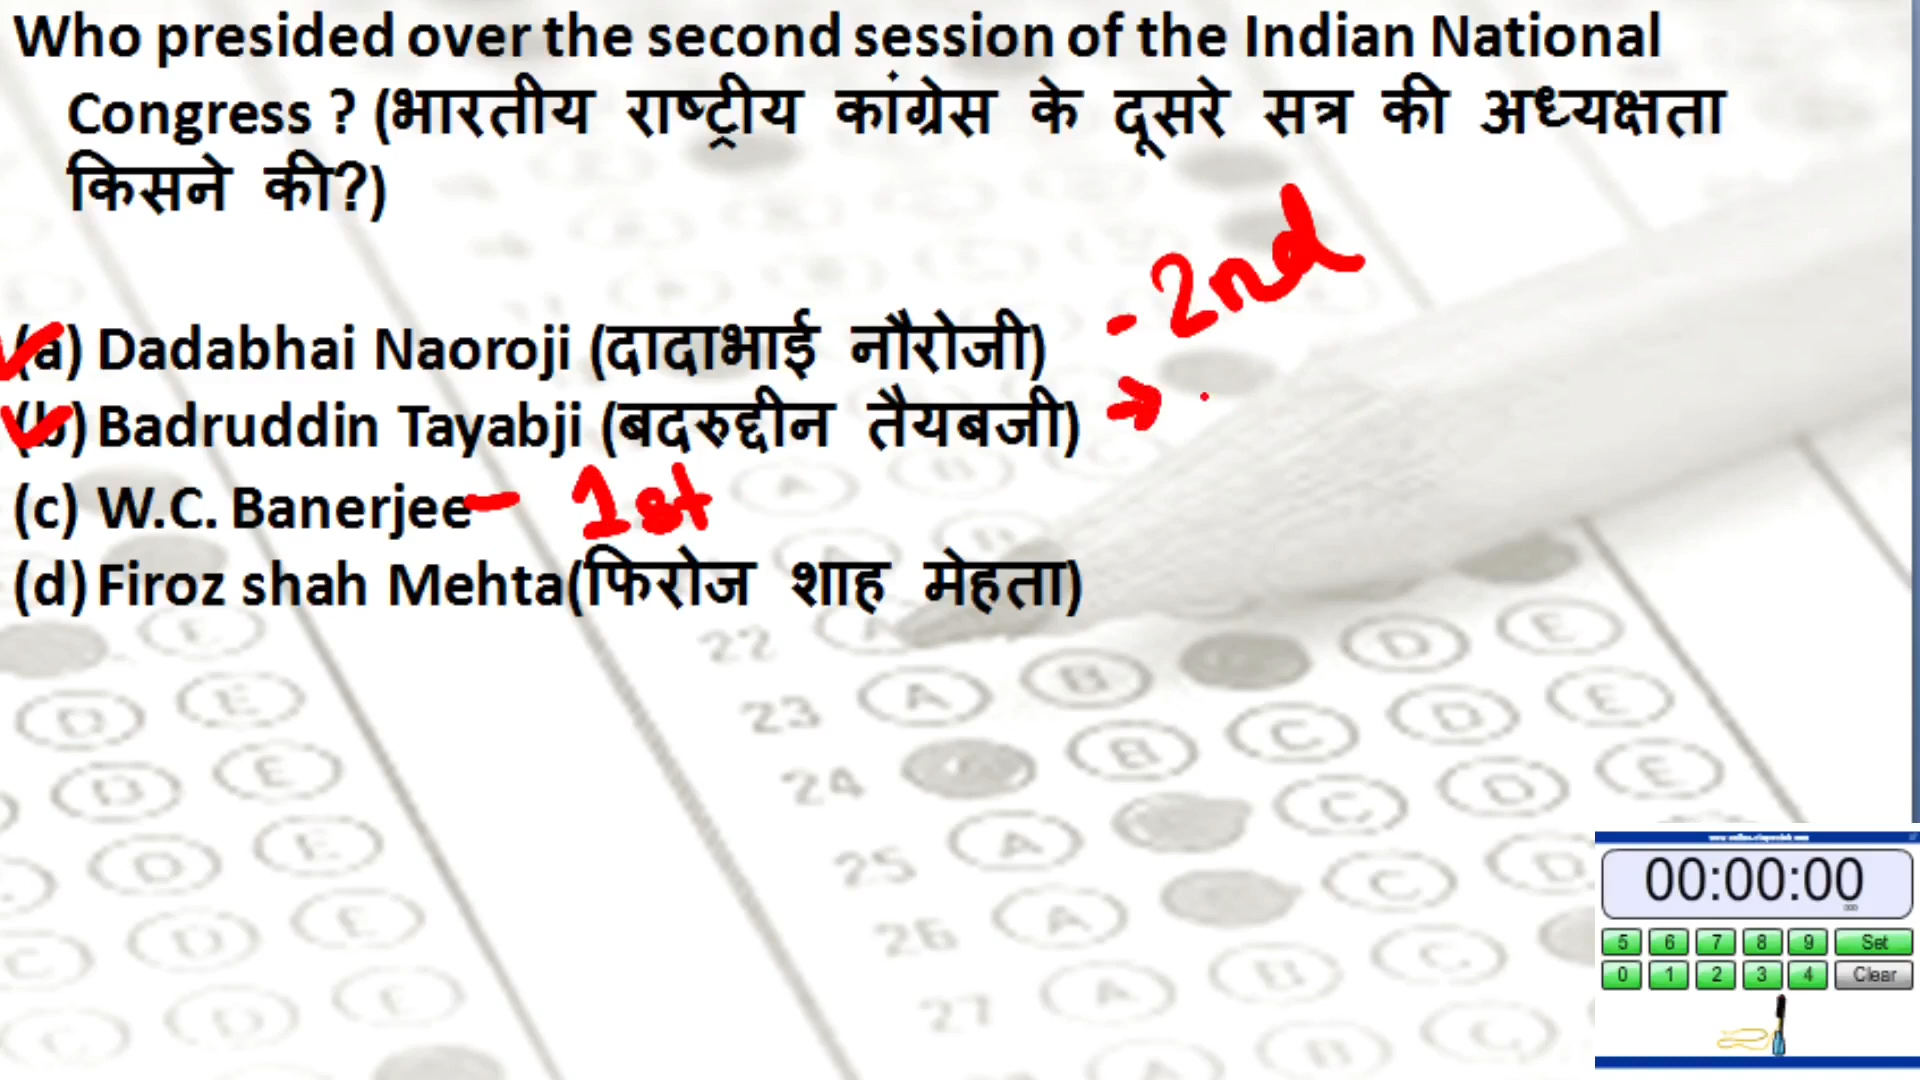 Who presided over the second session of the Indian National
Congress ? (भारतीय राष्ट्रीय कांग्रेस के दूसरे सत्र की अध्यक्षता
किसने की?)
- 2nd
(a) Dadabhai Naoroji (दादाभाई नौरोजी)
(b) Badruddin Tayabji (बदरुद्दीन तैयबजी)
(c) W.C. Banerjee - 1st
(d) Firoz shah Mehta(फिरोज शाह मेहता)
22 A D E
23 A B D E
24 B C D E
25 A C D
26 A C
27 A B C
E
D E
D E
D E
C D E
C D E
00:00:00
5 6 7 8 9 Set
0 1 2 3 4 Clear